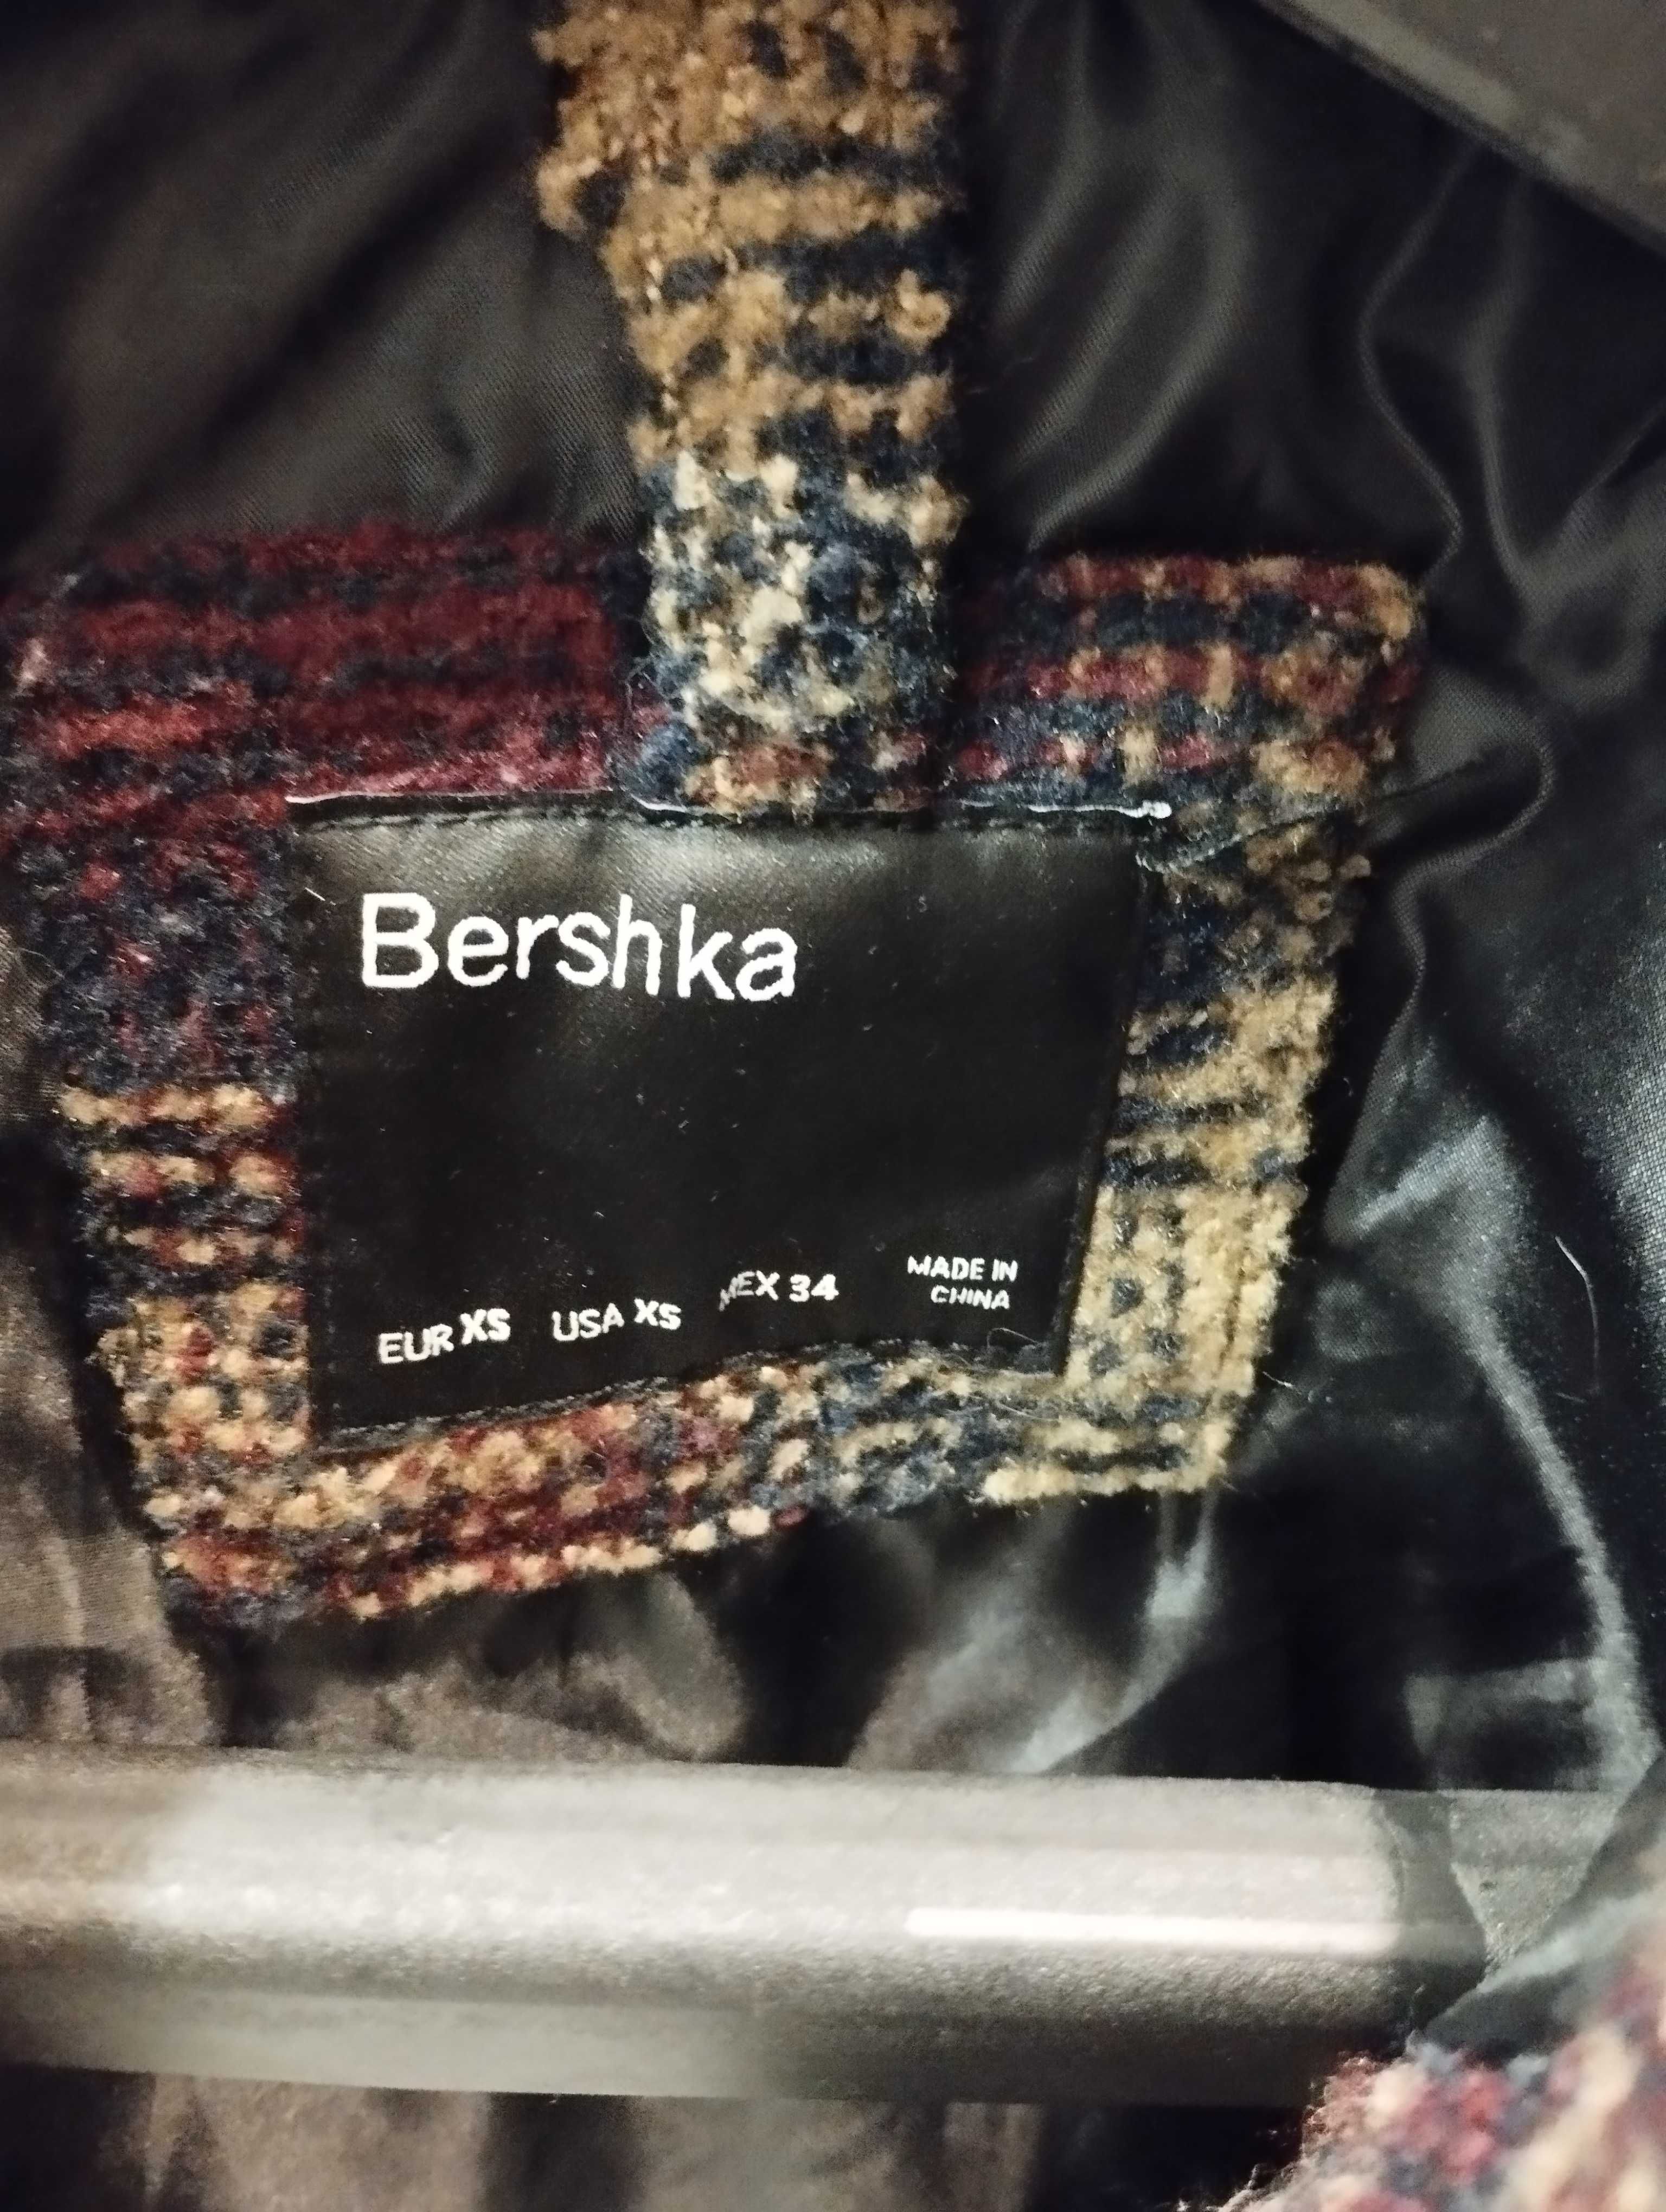 Bershka
EUR XS USA XS MEX 34 MADE IN
CHINA